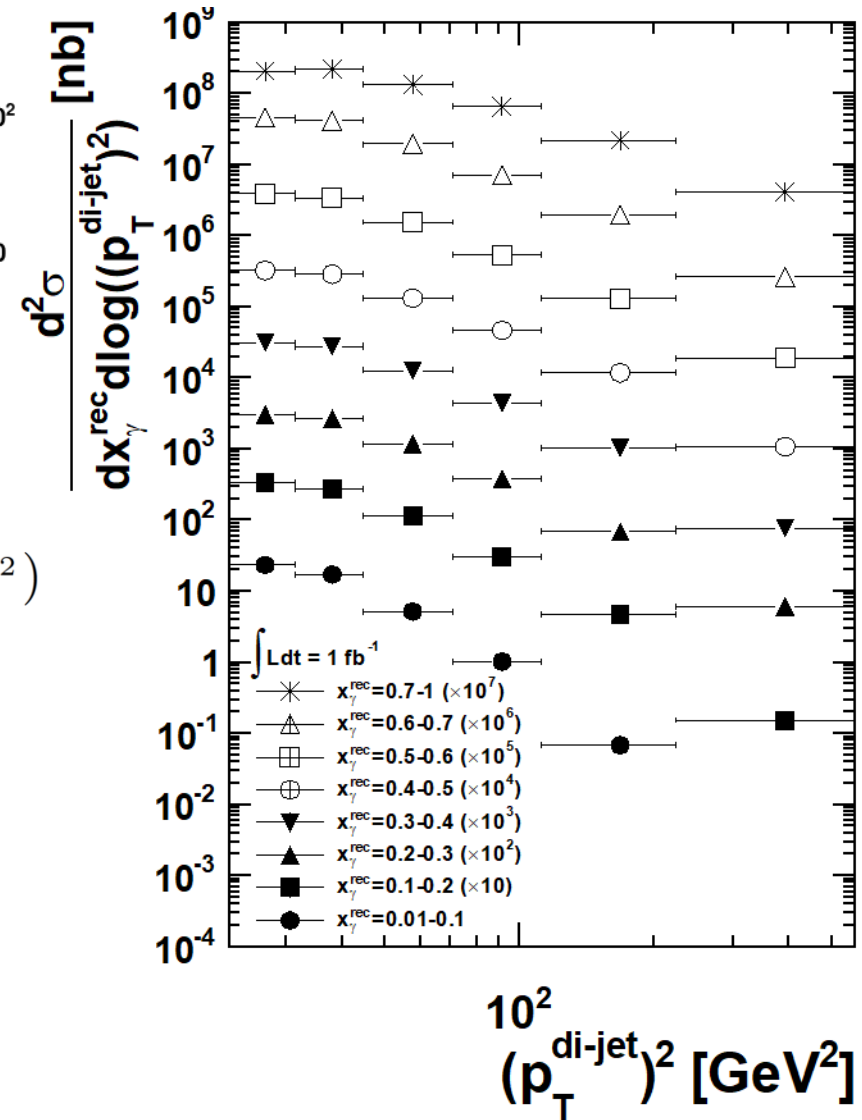 d²σ
dx_γ^rec dlog((p_T^di-jet)²)
[nb]
10⁹
10⁸
10⁷
10⁶
10⁵
10⁴
10³
10²
10
1
10⁻¹
10⁻²
10⁻³
10⁻⁴
0²
0
²)
∫Ldt = 1 fb⁻¹
x_γ^rec=0.7-1 (×10⁷)
x_γ^rec=0.6-0.7 (×10⁶)
x_γ^rec=0.5-0.6 (×10⁵)
x_γ^rec=0.4-0.5 (×10⁴)
x_γ^rec=0.3-0.4 (×10³)
x_γ^rec=0.2-0.3 (×10²)
x_γ^rec=0.1-0.2 (×10)
x_γ^rec=0.01-0.1
10²
(p_T^di-jet)² [GeV²]